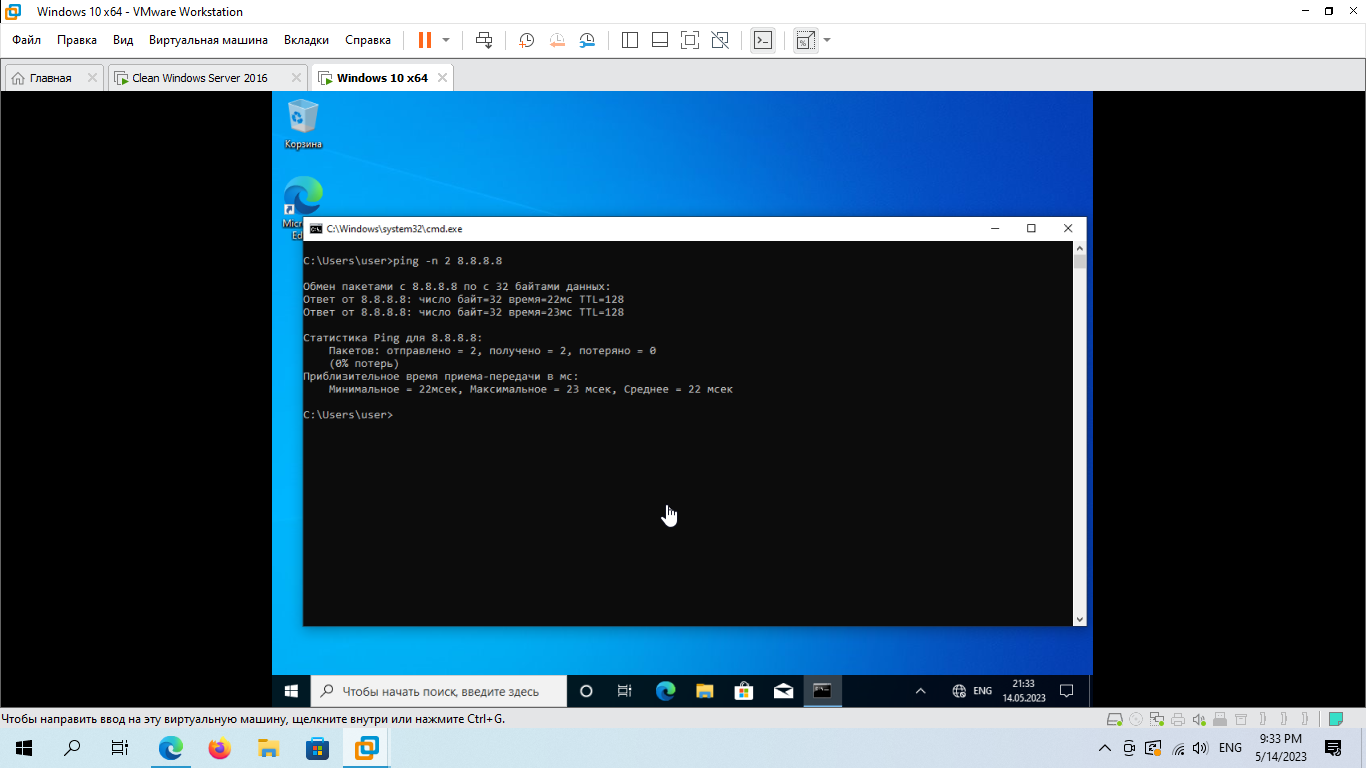 Windows 10 x64 - VMware Workstation
Файл Правка Вид Виртуальная машина Вкладки Справка
Главная Clean Windows Server 2016 Windows 10 x64
Корзина
C:\Windows\system32\cmd.exe
C:\Users\user>ping -n 2 8.8.8.8
Обмен пакетами с 8.8.8.8 по с 32 байтами данных:
Ответ от 8.8.8.8: число байт=32 время=22мс TTL=128
Ответ от 8.8.8.8: число байт=32 время=23мс TTL=128
Статистика Ping для 8.8.8.8:
Пакетов: отправлено = 2, получено = 2, потеряно = 0
(0% потерь)
Приблизительное время приема-передачи в мс:
Минимальное = 22мсек, Максимальное = 23 мсек, Среднее = 22 мсек
C:\Users\user>
Чтобы начать поиск, введите здесь
ENG
21:33
14.05.2023
Чтобы направить ввод на эту виртуальную машину, щелкните внутри или нажмите Ctrl+G.
ENG
9:33 PM
5/14/2023